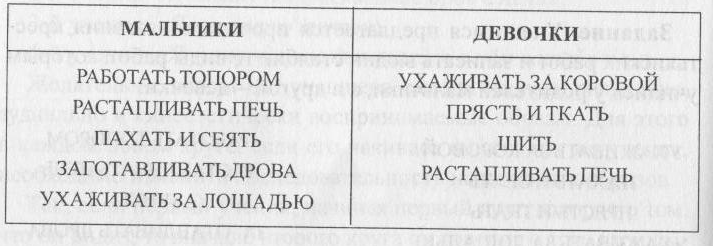 МАЛЬЧИКИ
РАБОТАТЬ ТОПОРОМ
РАСТАПЛИВАТЬ ПЕЧЬ
ПАХАТЬ И СЕЯТЬ
ЗАГОТАВЛИВАТЬ ДРОВА
УХАЖИВАТЬ ЗА ЛОШАДЬЮ
ДЕВОЧКИ
УХАЖИВАТЬ ЗА КОРОВОЙ
ПРЯСТИ И ТКАТЬ
ШИТЬ
РАСТАПЛИВАТЬ ПЕЧЬ